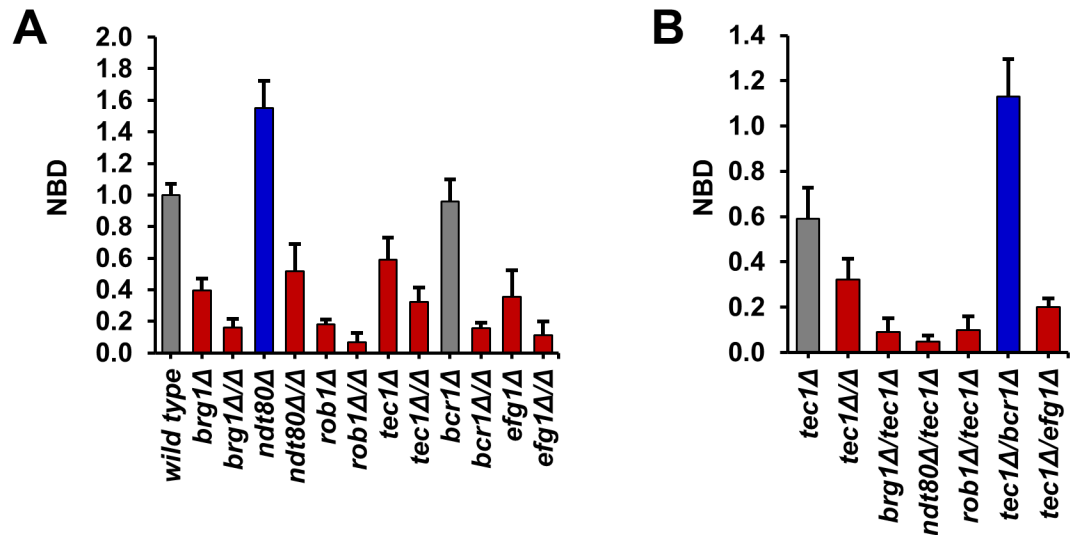 A
B
NBD
2.0
1.8
1.6
1.4
1.2
1.0
0.8
0.6
0.4
0.2
0.0
wild type
brg1Δ
brg1Δ/Δ
ndt80Δ
ndt80Δ/Δ
rob1Δ
rob1Δ/Δ
tec1Δ
tec1Δ/Δ
bcr1Δ
bcr1Δ/Δ
efg1Δ
efg1Δ/Δ
NBD
1.4
1.2
1.0
0.8
0.6
0.4
0.2
0.0
tec1Δ
tec1Δ/Δ
brg1Δ/tec1Δ
ndt80Δ/tec1Δ
rob1Δ/tec1Δ
tec1Δ/bcr1Δ
tec1Δ/efg1Δ